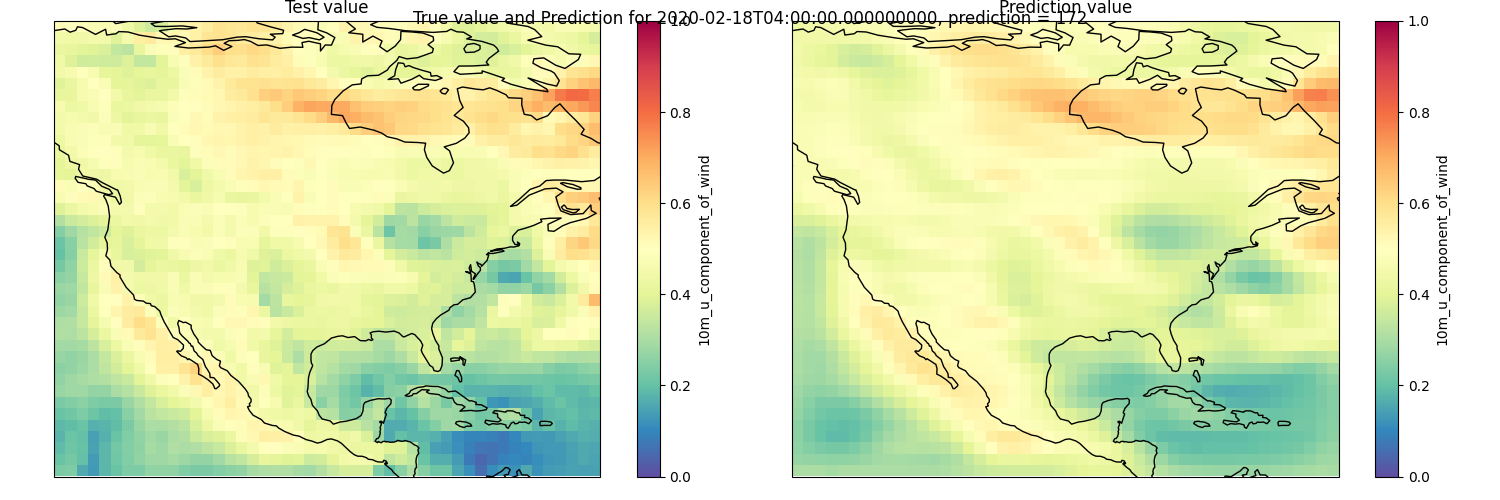 Test value
True value and Prediction for 2020-02-18T04:00:00.000000000, prediction = 172
Prediction value
1.0
0.8
0.6
0.4
0.2
0.0
10m_u_component_of_wind
1.0
0.8
0.6
0.4
0.2
0.0
10m_u_component_of_wind